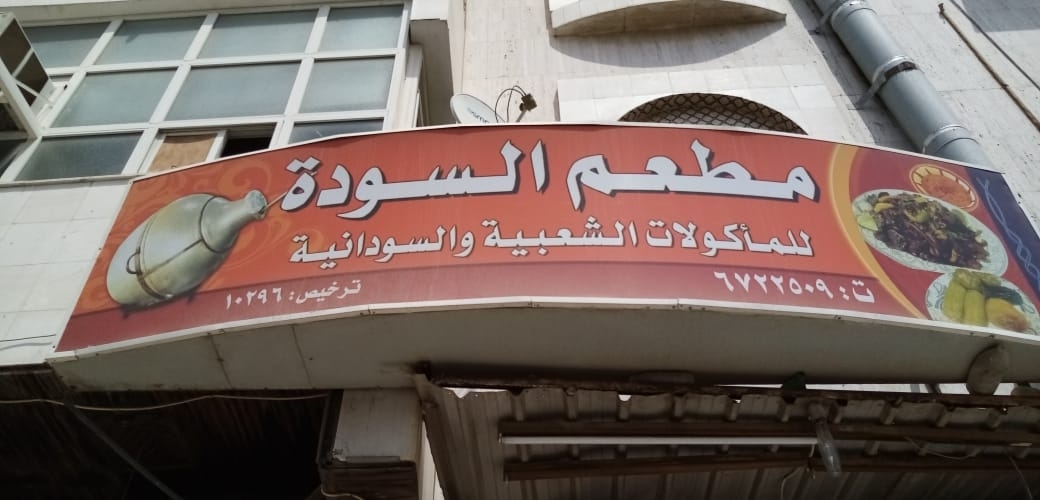 مطعم السودة
للمأكولات الشعبية والسودانية
ت: ٦٧٢٢٥٠٩
ترخيص: ١٠٢٩٦